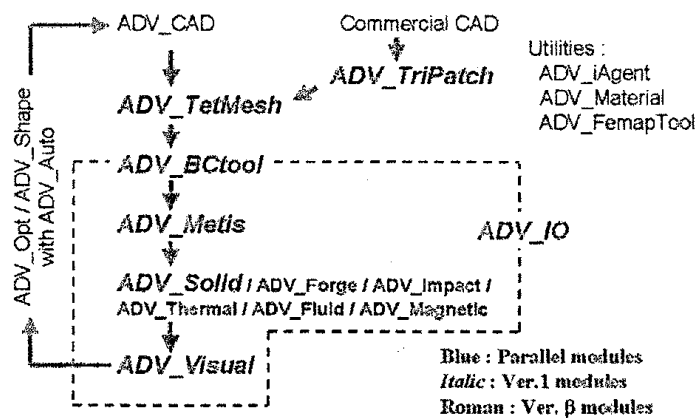 ADV_CAD
Commercial CAD
Utilities :
ADV_iAgent
ADV_Material
ADV_FemapTool
ADV_TriPatch
ADV_TetMesh
ADV_BCtool
ADV_Metis
ADV_IO
ADV_Solid / ADV_Forge / ADV_Impact /
ADV_Thermal / ADV_Fluid / ADV_Magnetic
ADV_Visual
ADV_Opt / ADV_Shape
with ADV_Auto
Blue : Parallel modules
Italic : Ver.1 modules
Roman : Ver. β modules